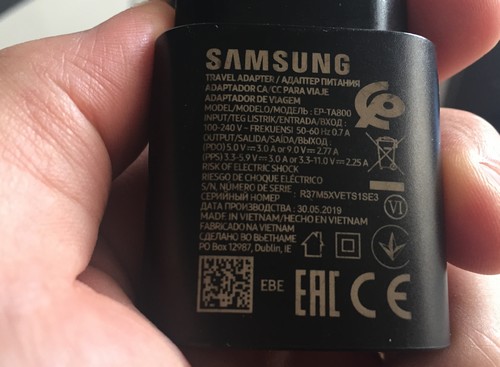 SAMSUNG
TRAVEL ADAPTER / АДАПТЕР ПИТАНИЯ
ADAPTADOR CA/CC PARA VIAJE
ADAPTADOR DE VIAGEM
MODEL/MODELO/МОДЕЛЬ : EP-TA800
INPUT/TEG LISTRIK/ENTRADA/ВХОД :
100-240 V~ FREKUENSI 50-60 Hz 0.7 A
OUTPUT/SALIDA/SAÍDA/ВЫХОД :
(PDO) 5.0 V⎓3.0 A or 9.0 V⎓2.77 A
(PPS) 3.3-5.9 V⎓3.0 A or 3.3-11.0 V⎓2.25 A
RISK OF ELECTRIC SHOCK
RIESGO DE CHOQUE ELÉCTRICO
S/N, NÚMERO DE SERIE :
СЕРИЙНЫЙ НОМЕР R37M5XVETS1SE3
ДАТА ПРОИЗВОДСТВА : 30.05.2019
VI
MADE IN VIETNAM/HECHO EN VIETNAM
FABRICADO NA VIETNAM
СДЕЛАНО ВО ВЬЕТНАМЕ
PO Box 12987, Dublin, IE
EBE
EAC CE